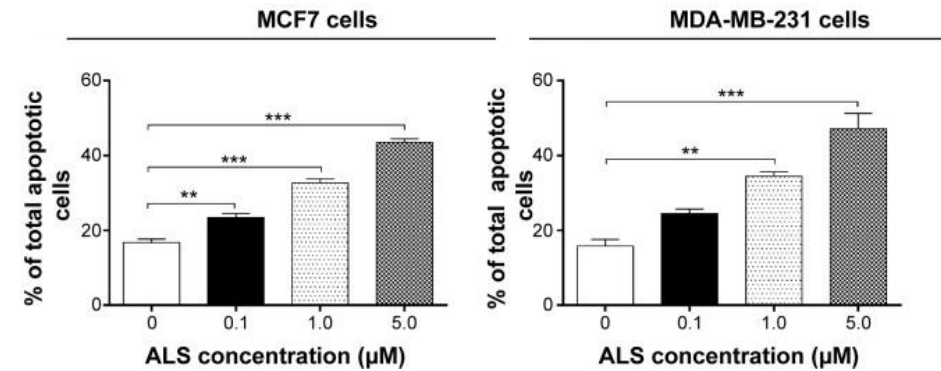 MCF7 cells
% of total apoptotic
cells
60
40
20
0
***
***
**
0 0.1 1.0 5.0
ALS concentration (µM)
MDA-MB-231 cells
% of total apoptotic
cells
60
40
20
0
***
**
0 0.1 1.0 5.0
ALS concentration (µM)